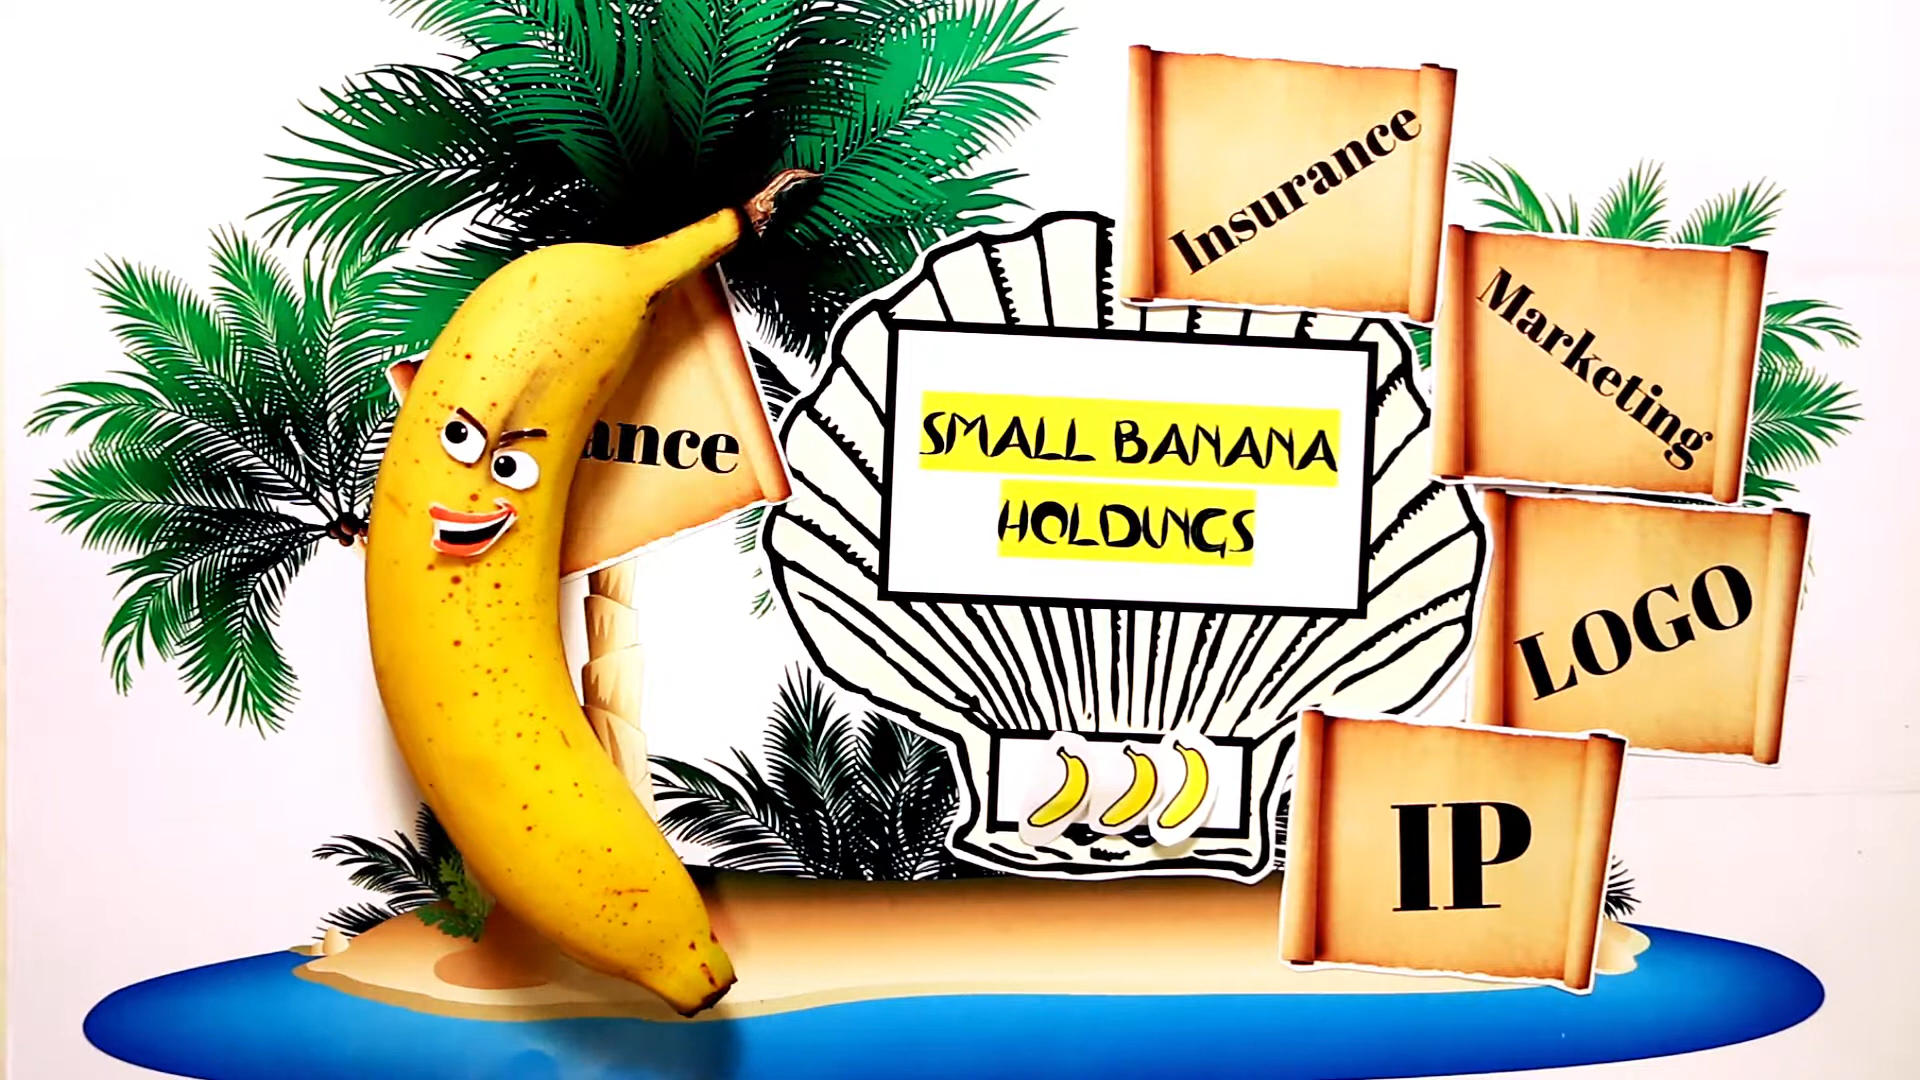 Insurance
Marketing
ance
SMALL BANANA
HOLDINGS
LOGO
IP